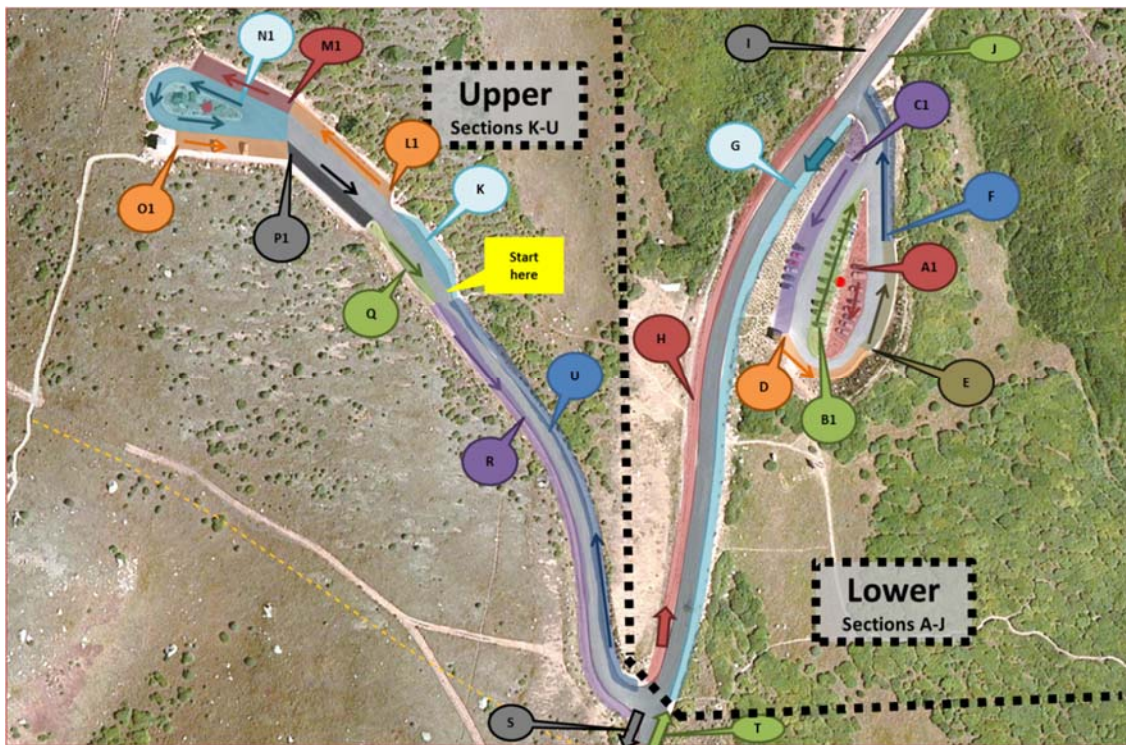 N1
M1
Upper
Sections K-U
L1
K
O1
P1
Start
here
Q
U
R
S
I
J
C1
G
F
A1
H
D
E
B1
Lower
Sections A-J
T